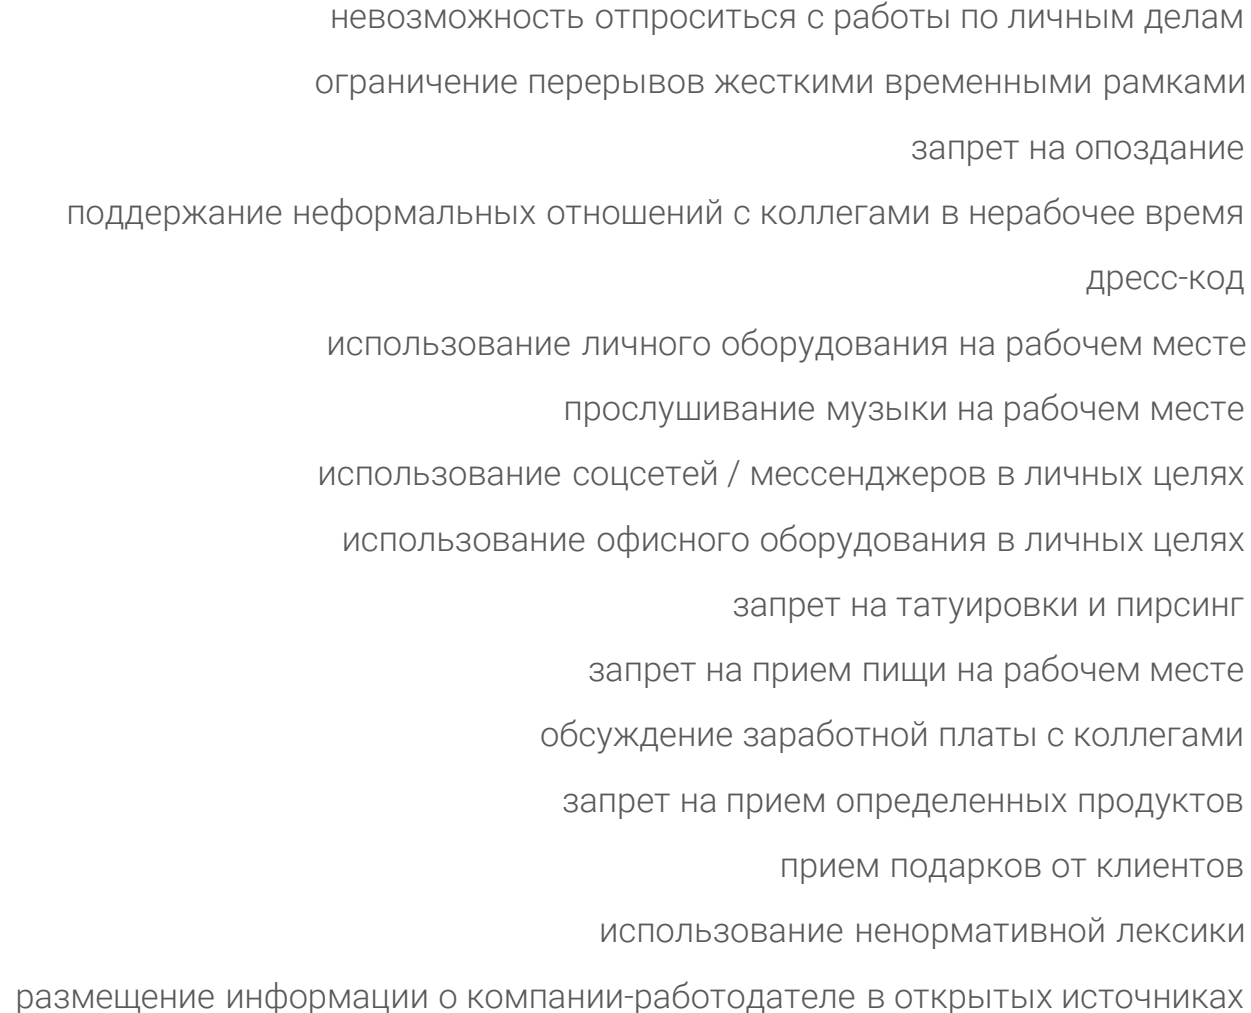 невозможность отпроситься с работы по личным делам
ограничение перерывов жесткими временными рамками
запрет на опоздание
поддержание неформальных отношений с коллегами в нерабочее время
дресс-код
использование личного оборудования на рабочем месте
прослушивание музыки на рабочем месте
использование соцсетей / мессенджеров в личных целях
использование офисного оборудования в личных целях
запрет на татуировки и пирсинг
запрет на прием пищи на рабочем месте
обсуждение заработной платы с коллегами
запрет на прием определенных продуктов
прием подарков от клиентов
использование ненормативной лексики
размещение информации о компании-работодателе в открытых источниках